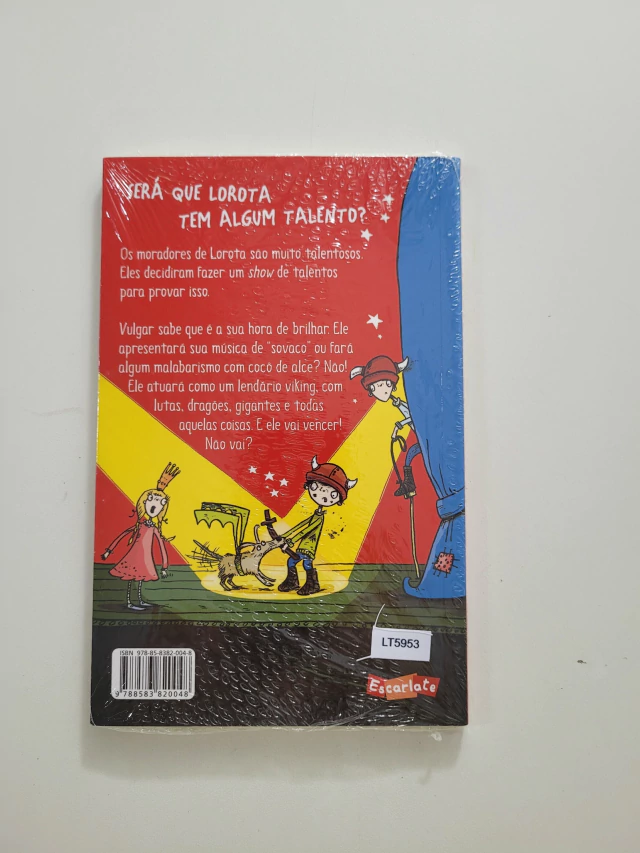 SERÁ QUE LOROTA
TEM ALGUM TALENTO?
Os moradores de Lorota são muito talentosos.
Eles decidiram fazer um show de talentos
para provar isso.
Vulgar sabe que é a sua hora de brilhar. Ele
apresentará sua música de "sovaco" ou fará
algum malabarismo com cocô de alce? Não!
Ele atuará como um lendário viking, com
lutas, dragões, gigantes e todas
aquelas coisas. E ele vai vencer!
Não vai?
LT5953
ISBN 978-85-8382-004-8
9 788583 820048
Escarlate